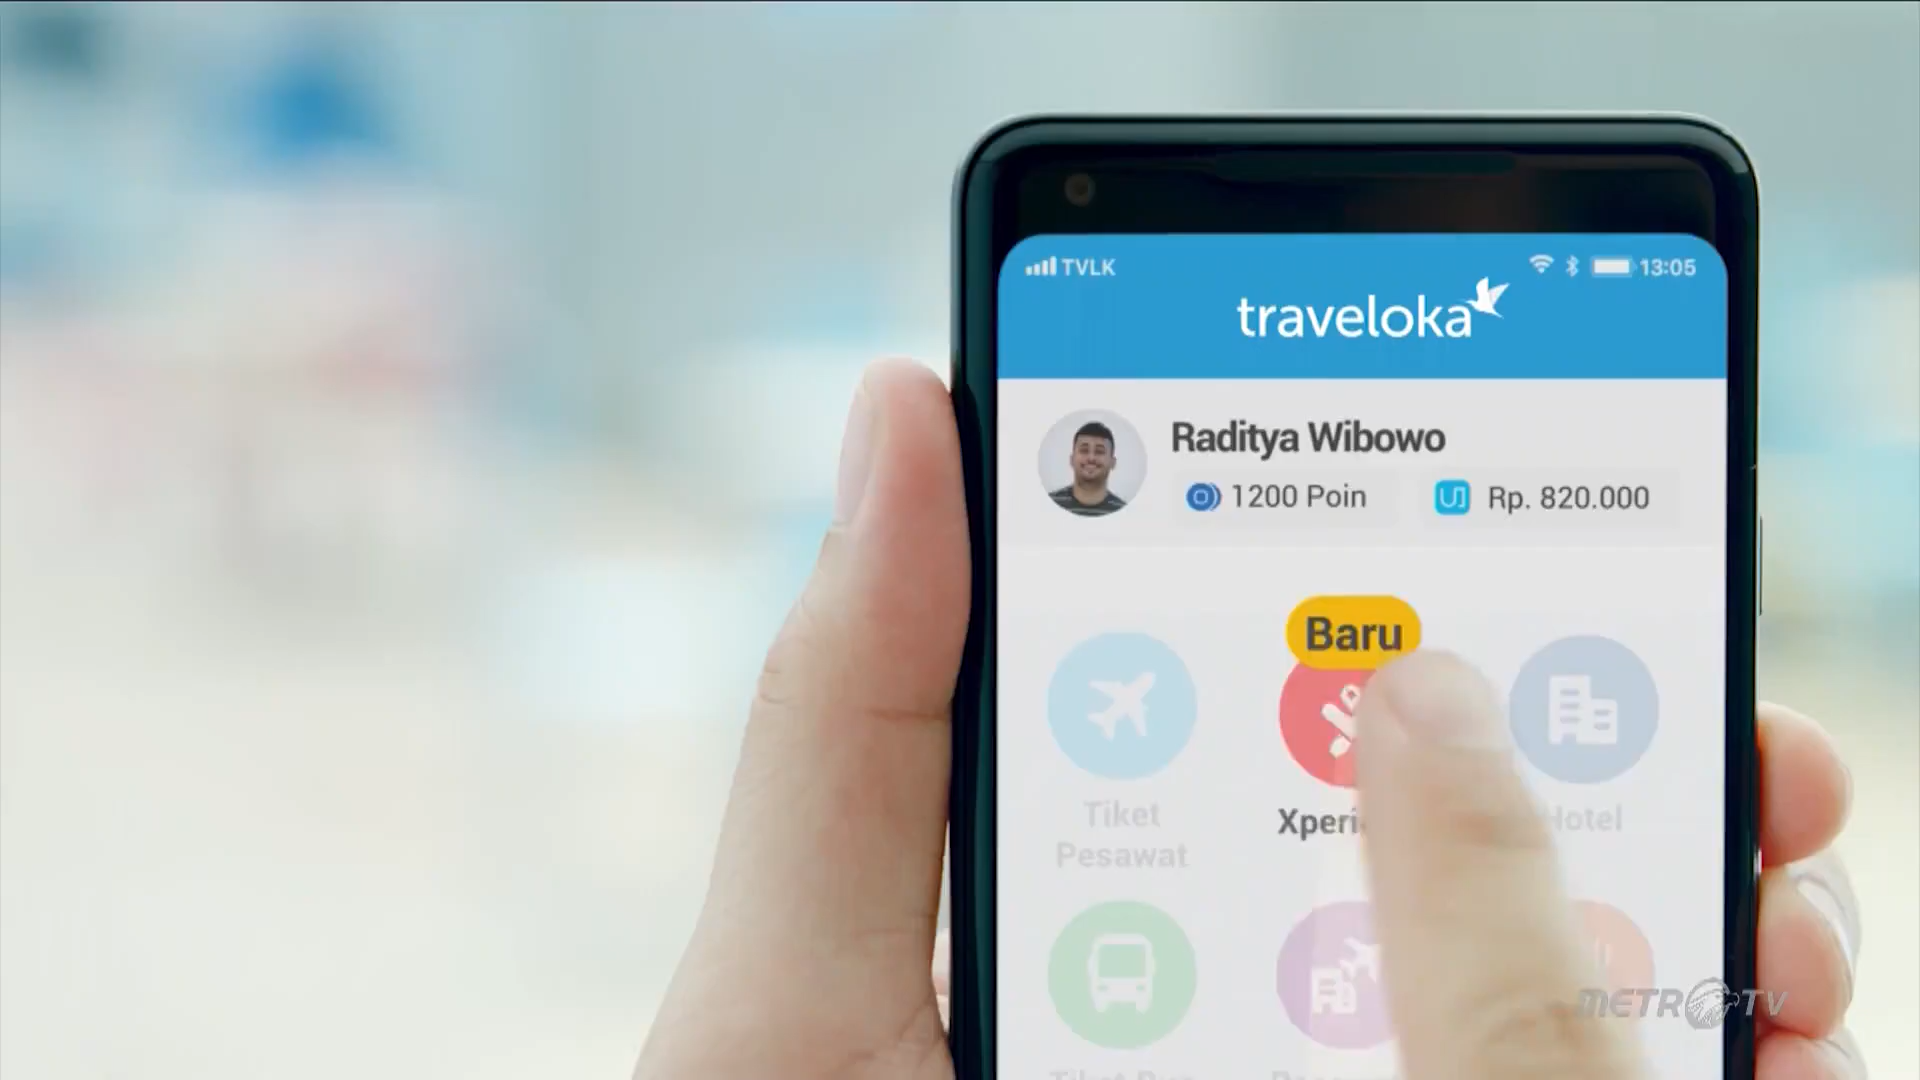 TVLK
13:05
traveloka
Raditya Wibowo
1200 Poin
Rp. 820.000
Baru
Tiket
Pesawat
Hotel
METRO TV